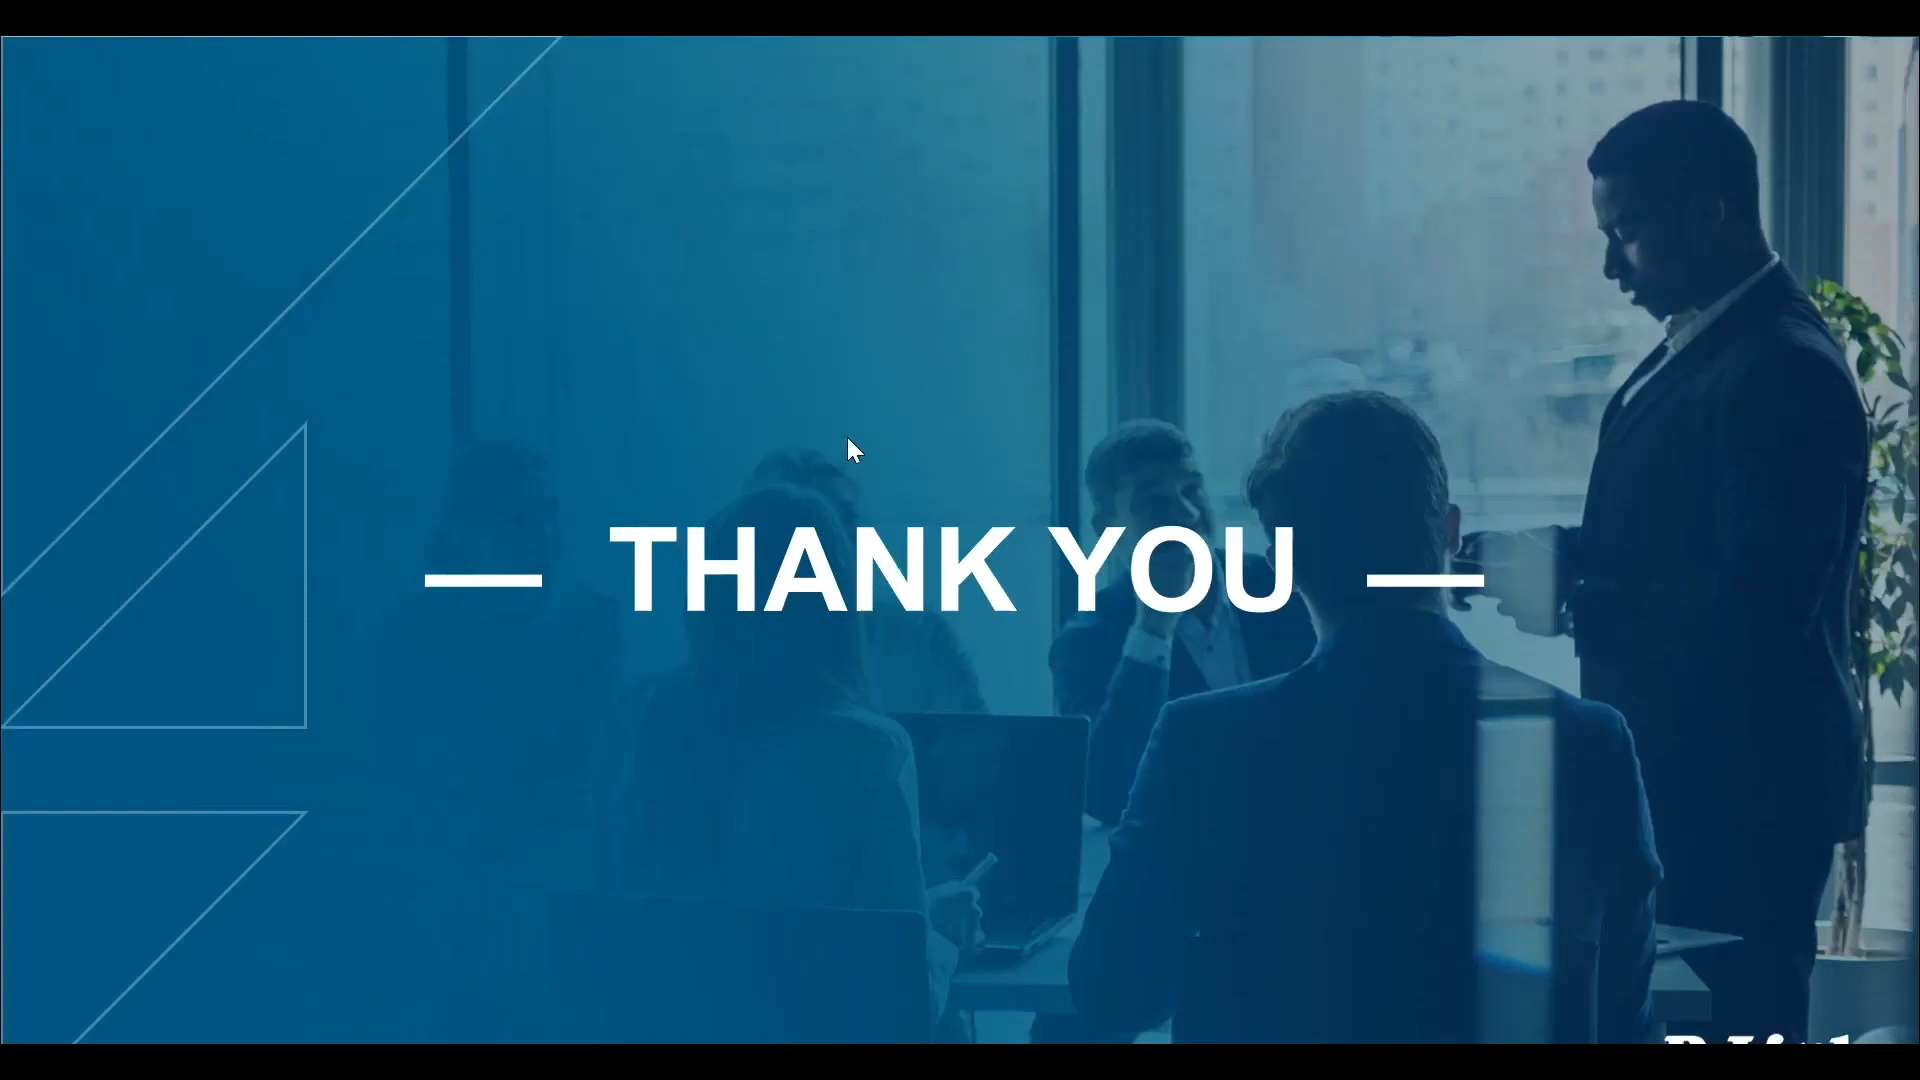 — THANK YOU —